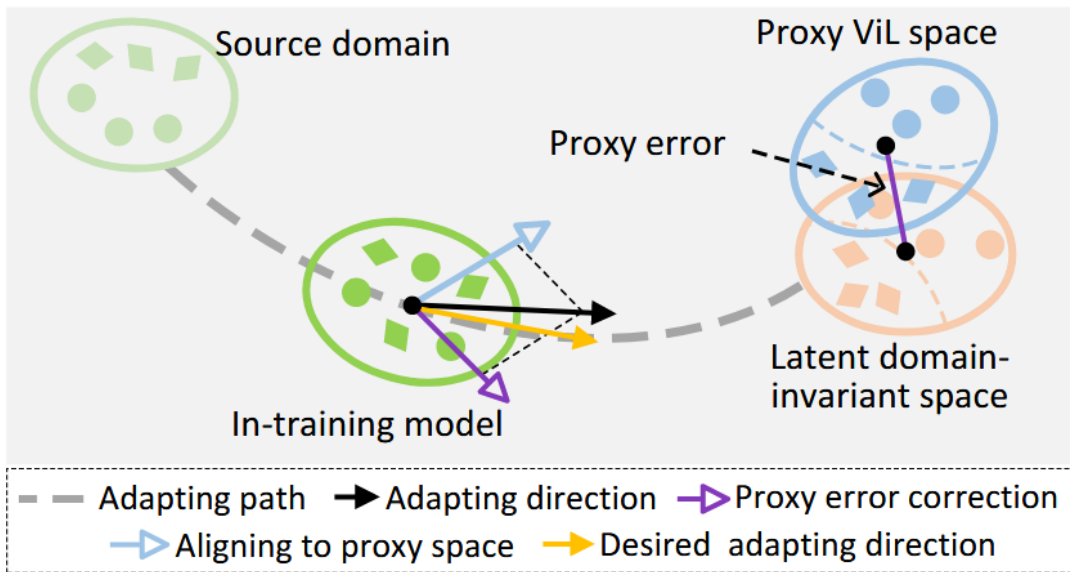 Source domain
Proxy ViL space
Proxy error
In-training model
Latent domain-
invariant space
Adapting path
Adapting direction
Proxy error correction
Aligning to proxy space
Desired adapting direction